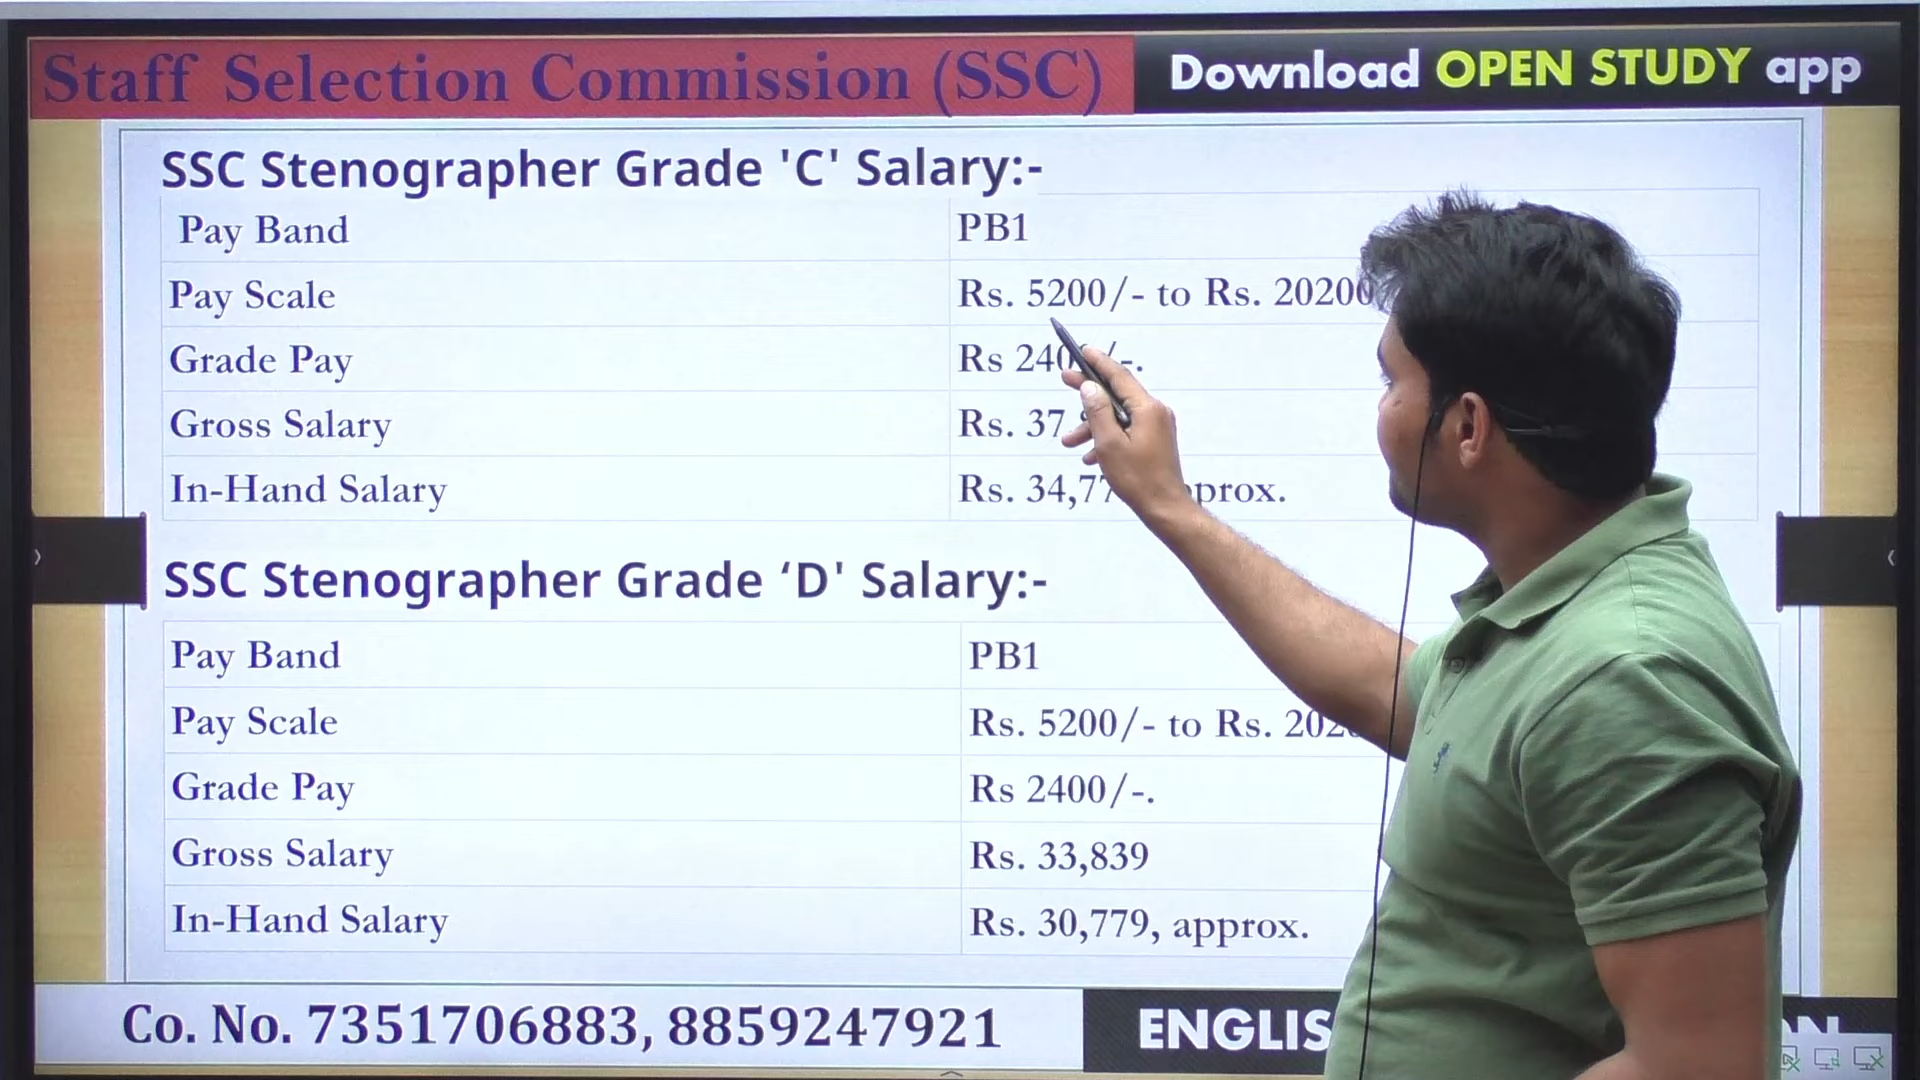 Staff Selection Commission (SSC)
Download OPEN STUDY app
SSC Stenographer Grade 'C' Salary:-
Pay Band PB1
Pay Scale Rs. 5200/- to Rs. 20200
Grade Pay Rs 240 /-.
Gross Salary Rs. 37
In-Hand Salary Rs. 34,77 prox.
SSC Stenographer Grade ‘D' Salary:-
Pay Band PB1
Pay Scale Rs. 5200/- to Rs. 202
Grade Pay Rs 2400/-.
Gross Salary Rs. 33,839
In-Hand Salary Rs. 30,779, approx.
Co. No. 7351706883, 8859247921
ENGLIS